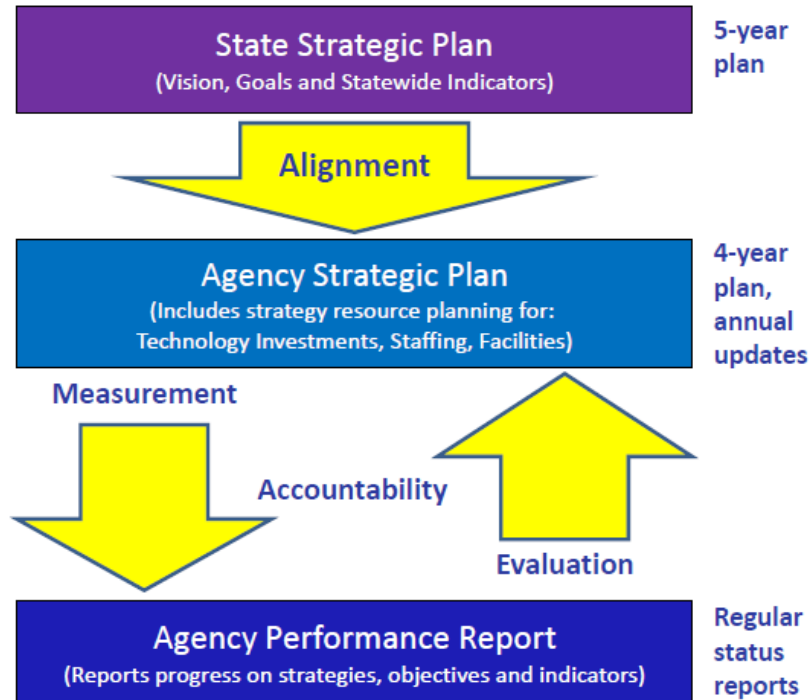 State Strategic Plan
(Vision, Goals and Statewide Indicators)
5-year
plan
Alignment
Agency Strategic Plan
(Includes strategy resource planning for:
Technology Investments, Staffing, Facilities)
4-year
plan,
annual
updates
Measurement
Accountability
Evaluation
Agency Performance Report
(Reports progress on strategies, objectives and indicators)
Regular
status
reports